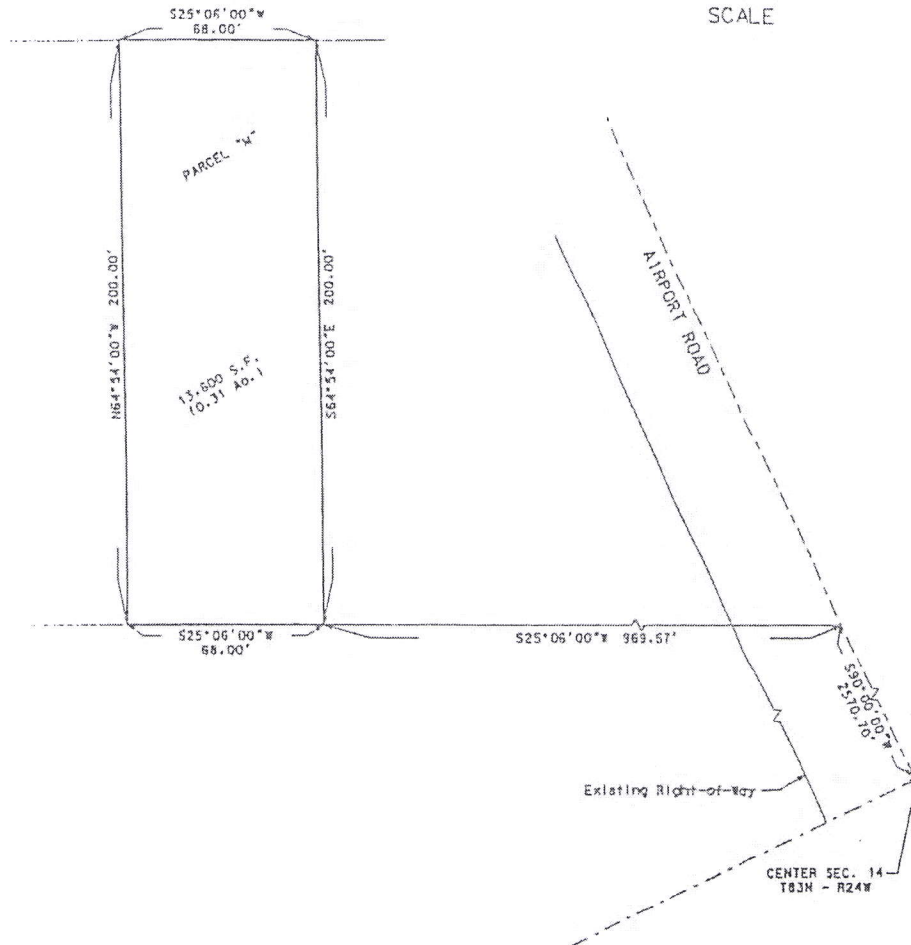 S25°06'00"W
68.00'
SCALE
PARCEL "W"
AIRPORT ROAD
N64°54'00"W 200.00'
S64°54'00"E 200.00'
13,600 S.F.
(0.31 Ac.)
S25°06'00"W
68.00'
S25°06'00"W 969.57'
S90°00'00"W
2570.70'
Existing Right-of-Way
CENTER SEC. 14
T83N - R24W